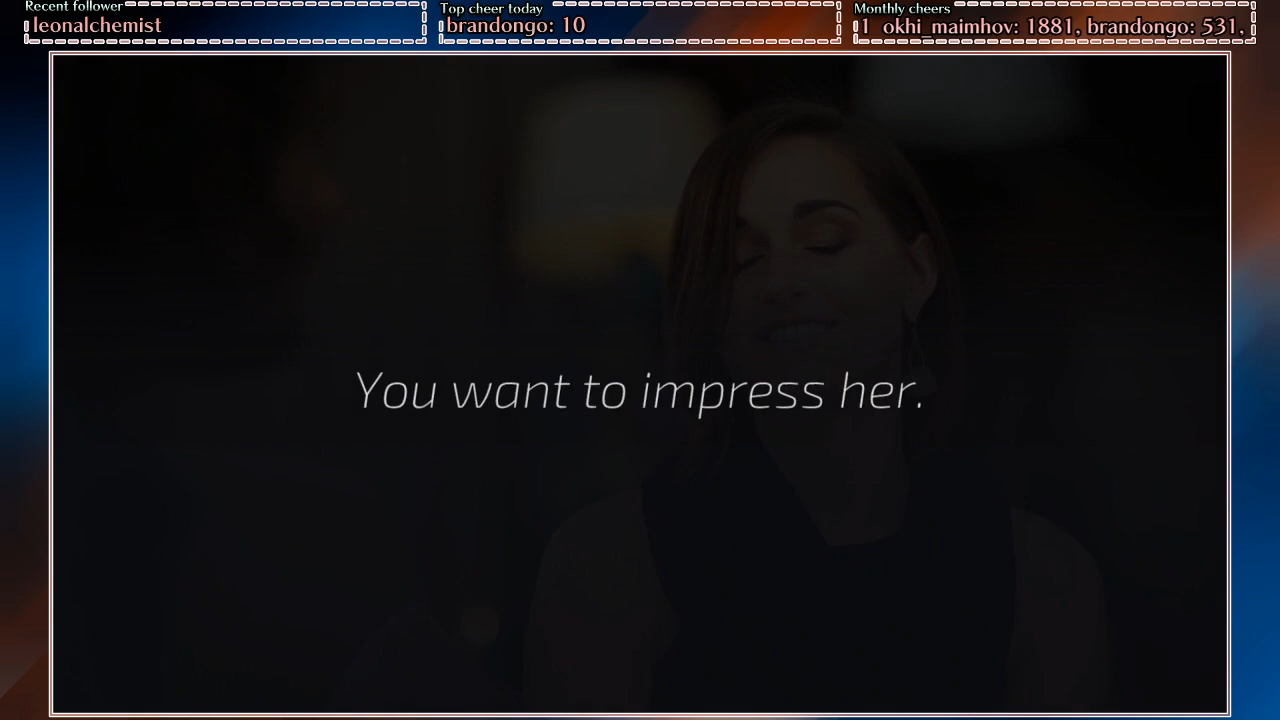 Recent follower
leonalchemist
Top cheer today
brandongo: 10
Monthly cheers
1 okhi_maimhov: 1881, brandongo: 531,
You want to impress her.